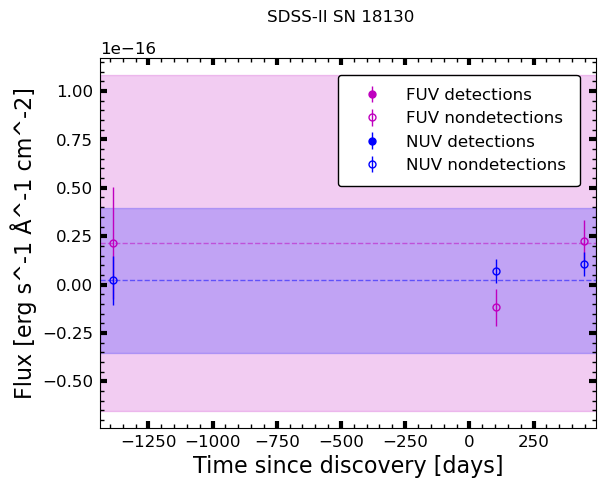 SDSS-II SN 18130
1e−16
FUV detections
FUV nondetections
NUV detections
NUV nondetections
1.00
0.75
0.50
0.25
0.00
−0.25
−0.50
Flux [erg s^-1 Å^-1 cm^-2]
−1250 −1000 −750 −500 −250 0 250
Time since discovery [days]